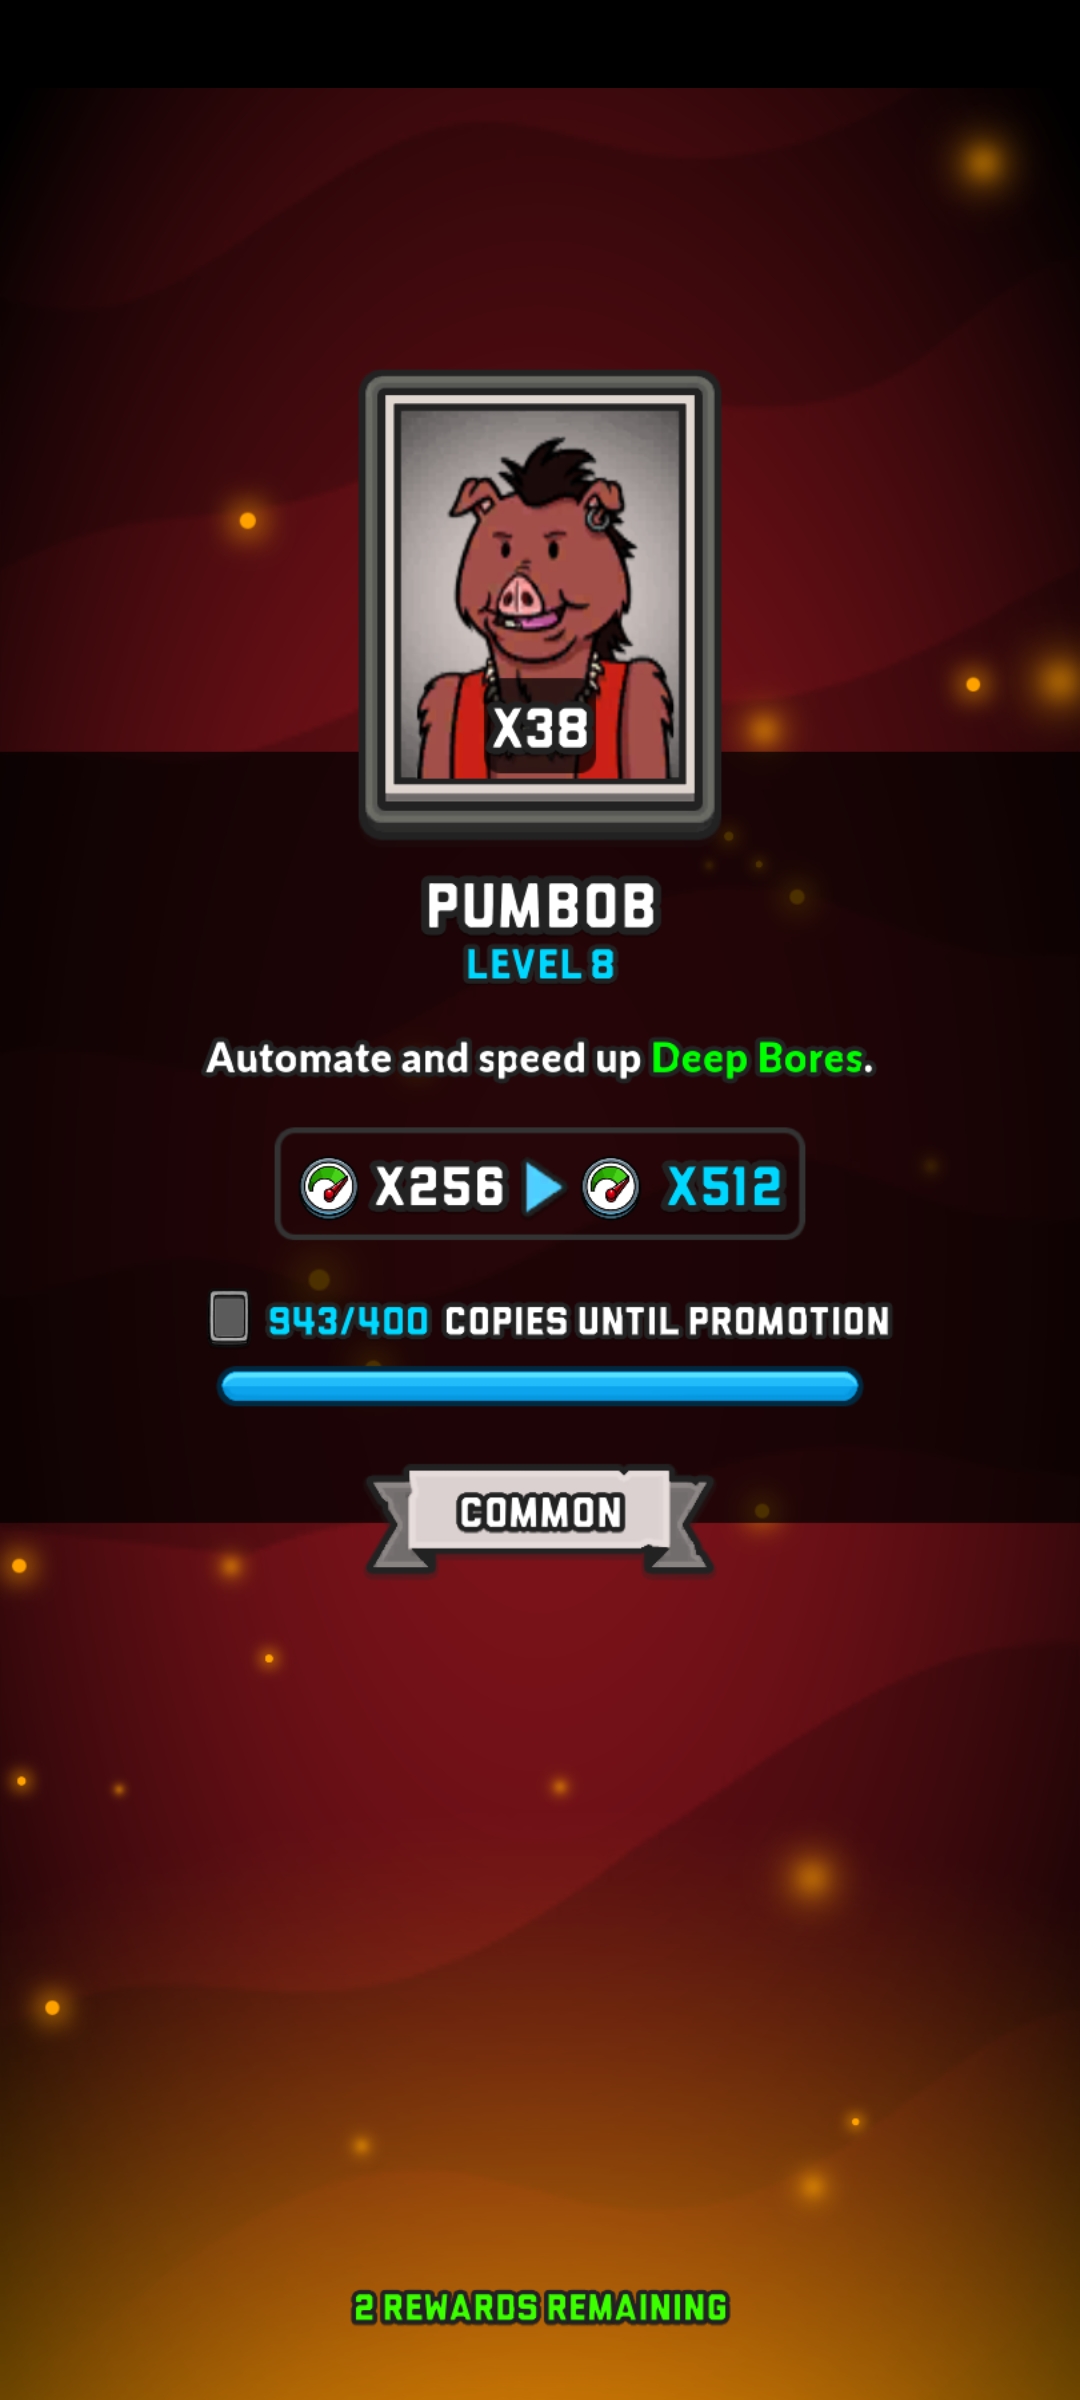 X38
PUMBOB
LEVEL 8
Automate and speed up Deep Bores.
X256 X512
943/400 COPIES UNTIL PROMOTION
COMMON
2 REWARDS REMAINING